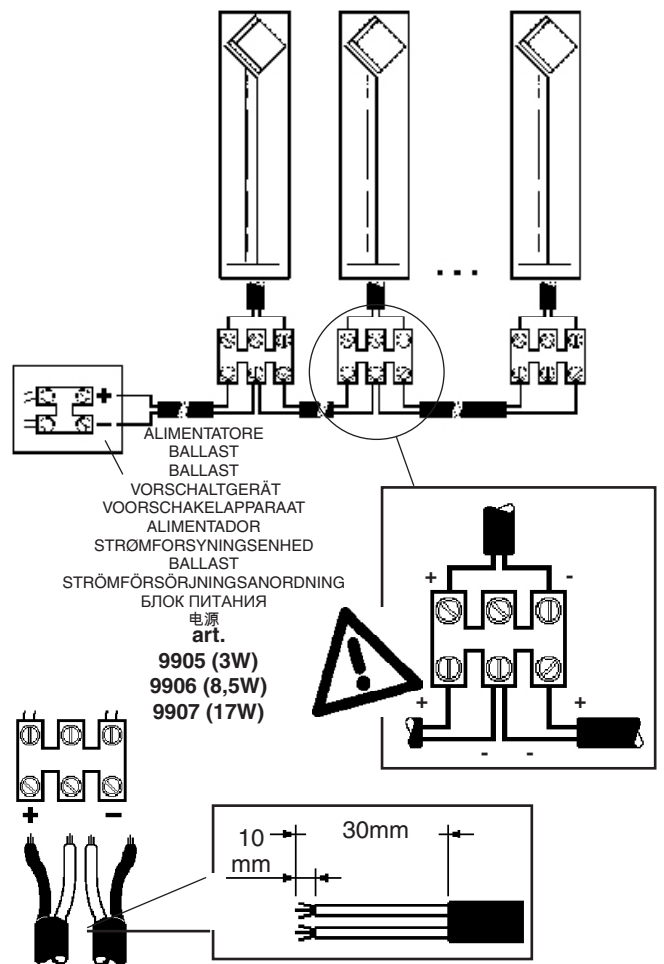 ...
+
−
ALIMENTATORE
BALLAST
BALLAST
VORSCHALTGERÄT
VOORSCHAKELAPPARAAT
ALIMENTADOR
STRØMFORSYNINGSENHED
BALLAST
STRÖMFÖRSÖRJNINGSANORDNING
БЛОК ПИТАНИЯ
电源
art.
9905 (3W)
9906 (8,5W)
9907 (17W)
+ -
+ +
- -
!
+ −
10
mm
30mm